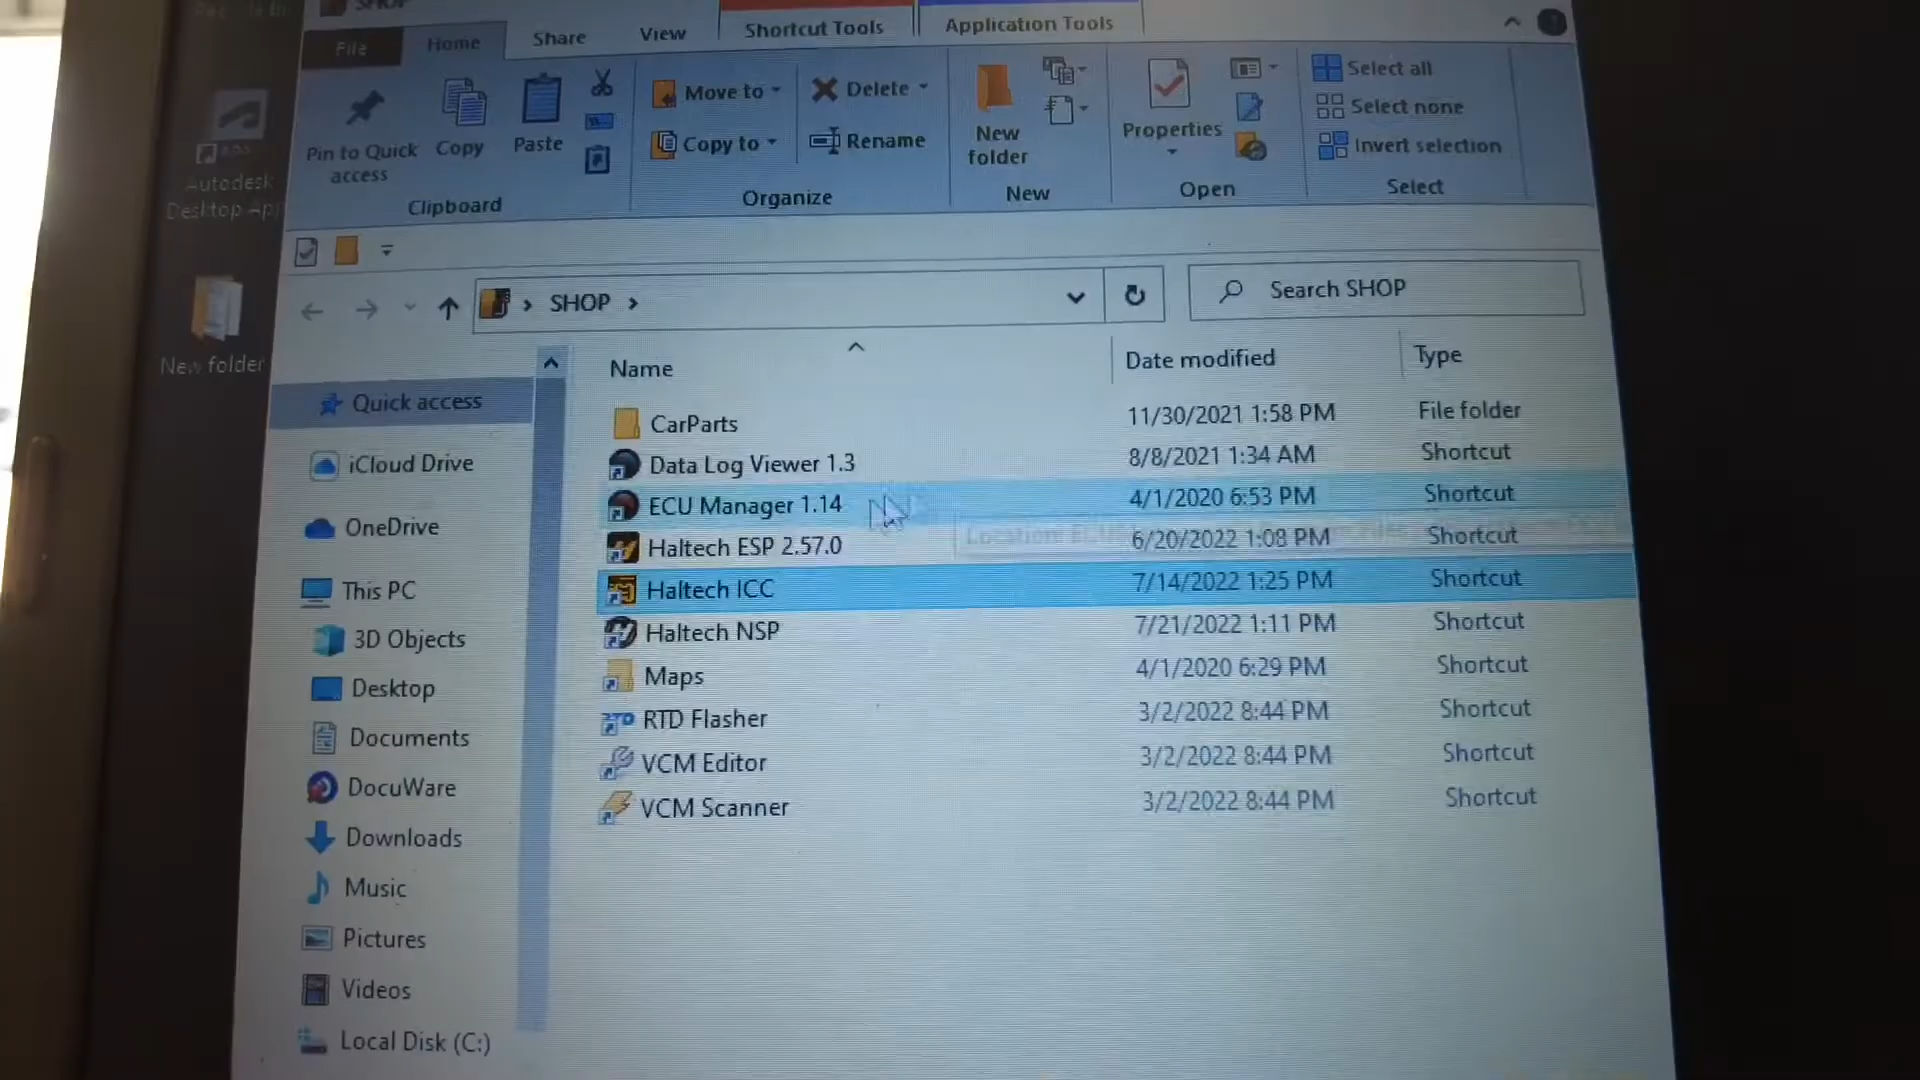 SHOP
File
Home
Share
View
Shortcut Tools
Application Tools
Pin to Quick access
Copy
Paste
Clipboard
Move to
Copy to
Delete
Rename
Organize
New folder
New
Properties
Open
Select all
Select none
Invert selection
Select
Autodesk
Desktop App
New folder
SHOP
Search SHOP
Name
Date modified
Type
Quick access
iCloud Drive
OneDrive
This PC
3D Objects
Desktop
Documents
DocuWare
Downloads
Music
Pictures
Videos
Local Disk (C:)
CarParts 11/30/2021 1:58 PM File folder
Data Log Viewer 1.3 8/8/2021 1:34 AM Shortcut
ECU Manager 1.14 4/1/2020 6:53 PM Shortcut
Haltech ESP 2.57.0 6/20/2022 1:08 PM Shortcut
Haltech ICC 7/14/2022 1:25 PM Shortcut
Haltech NSP 7/21/2022 1:11 PM Shortcut
Maps 4/1/2020 6:29 PM Shortcut
RTD Flasher 3/2/2022 8:44 PM Shortcut
VCM Editor 3/2/2022 8:44 PM Shortcut
VCM Scanner 3/2/2022 8:44 PM Shortcut